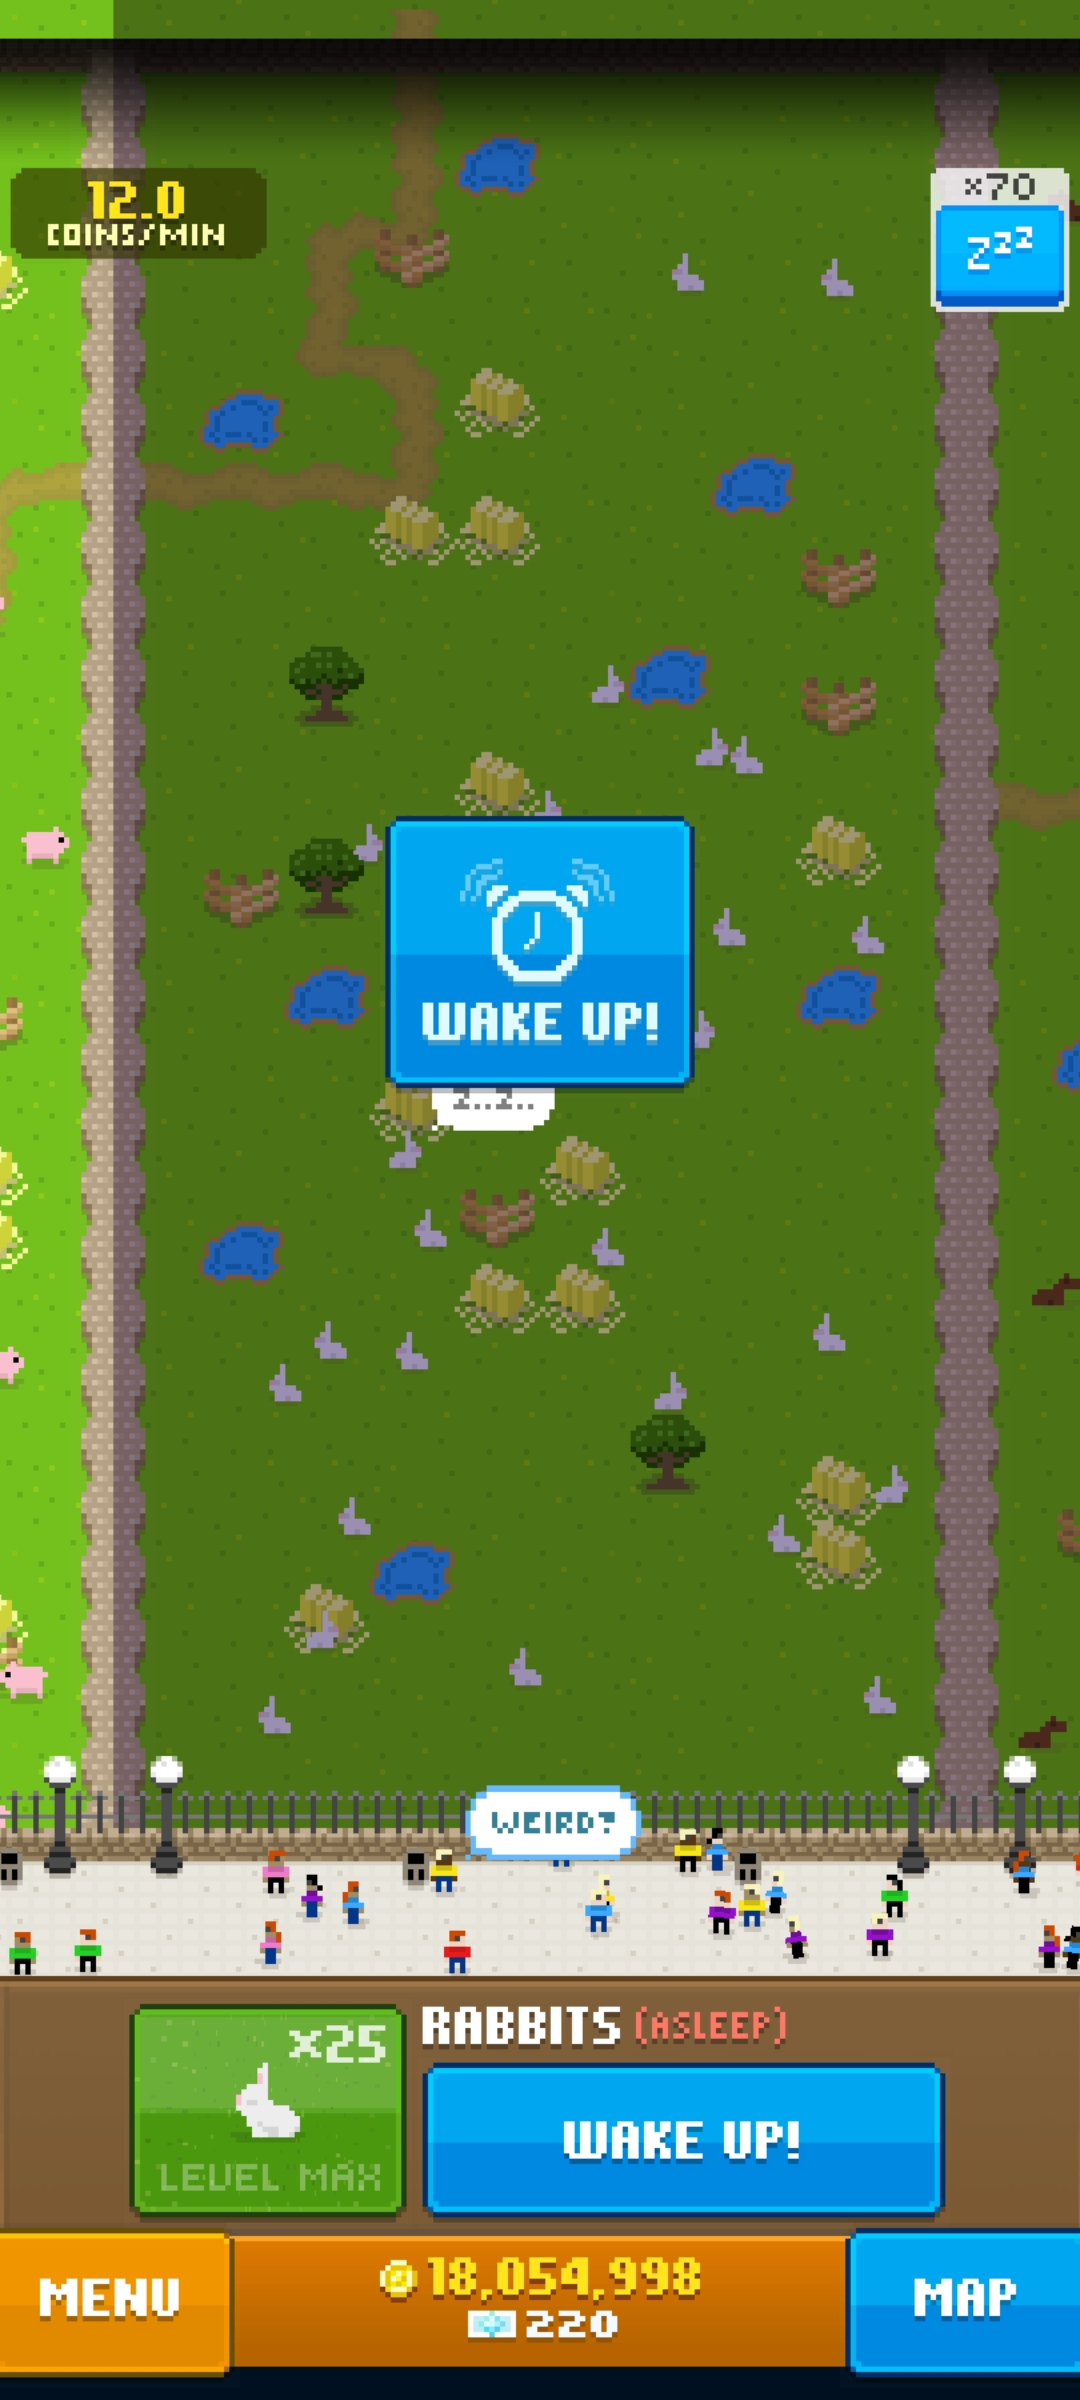 12.0
COINS/MIN
x70
zzz
WAKE UP!
z..z..
WEIRD?
x25
LEVEL MAX
RABBITS (ASLEEP)
WAKE UP!
MENU
18,054,998
220
MAP